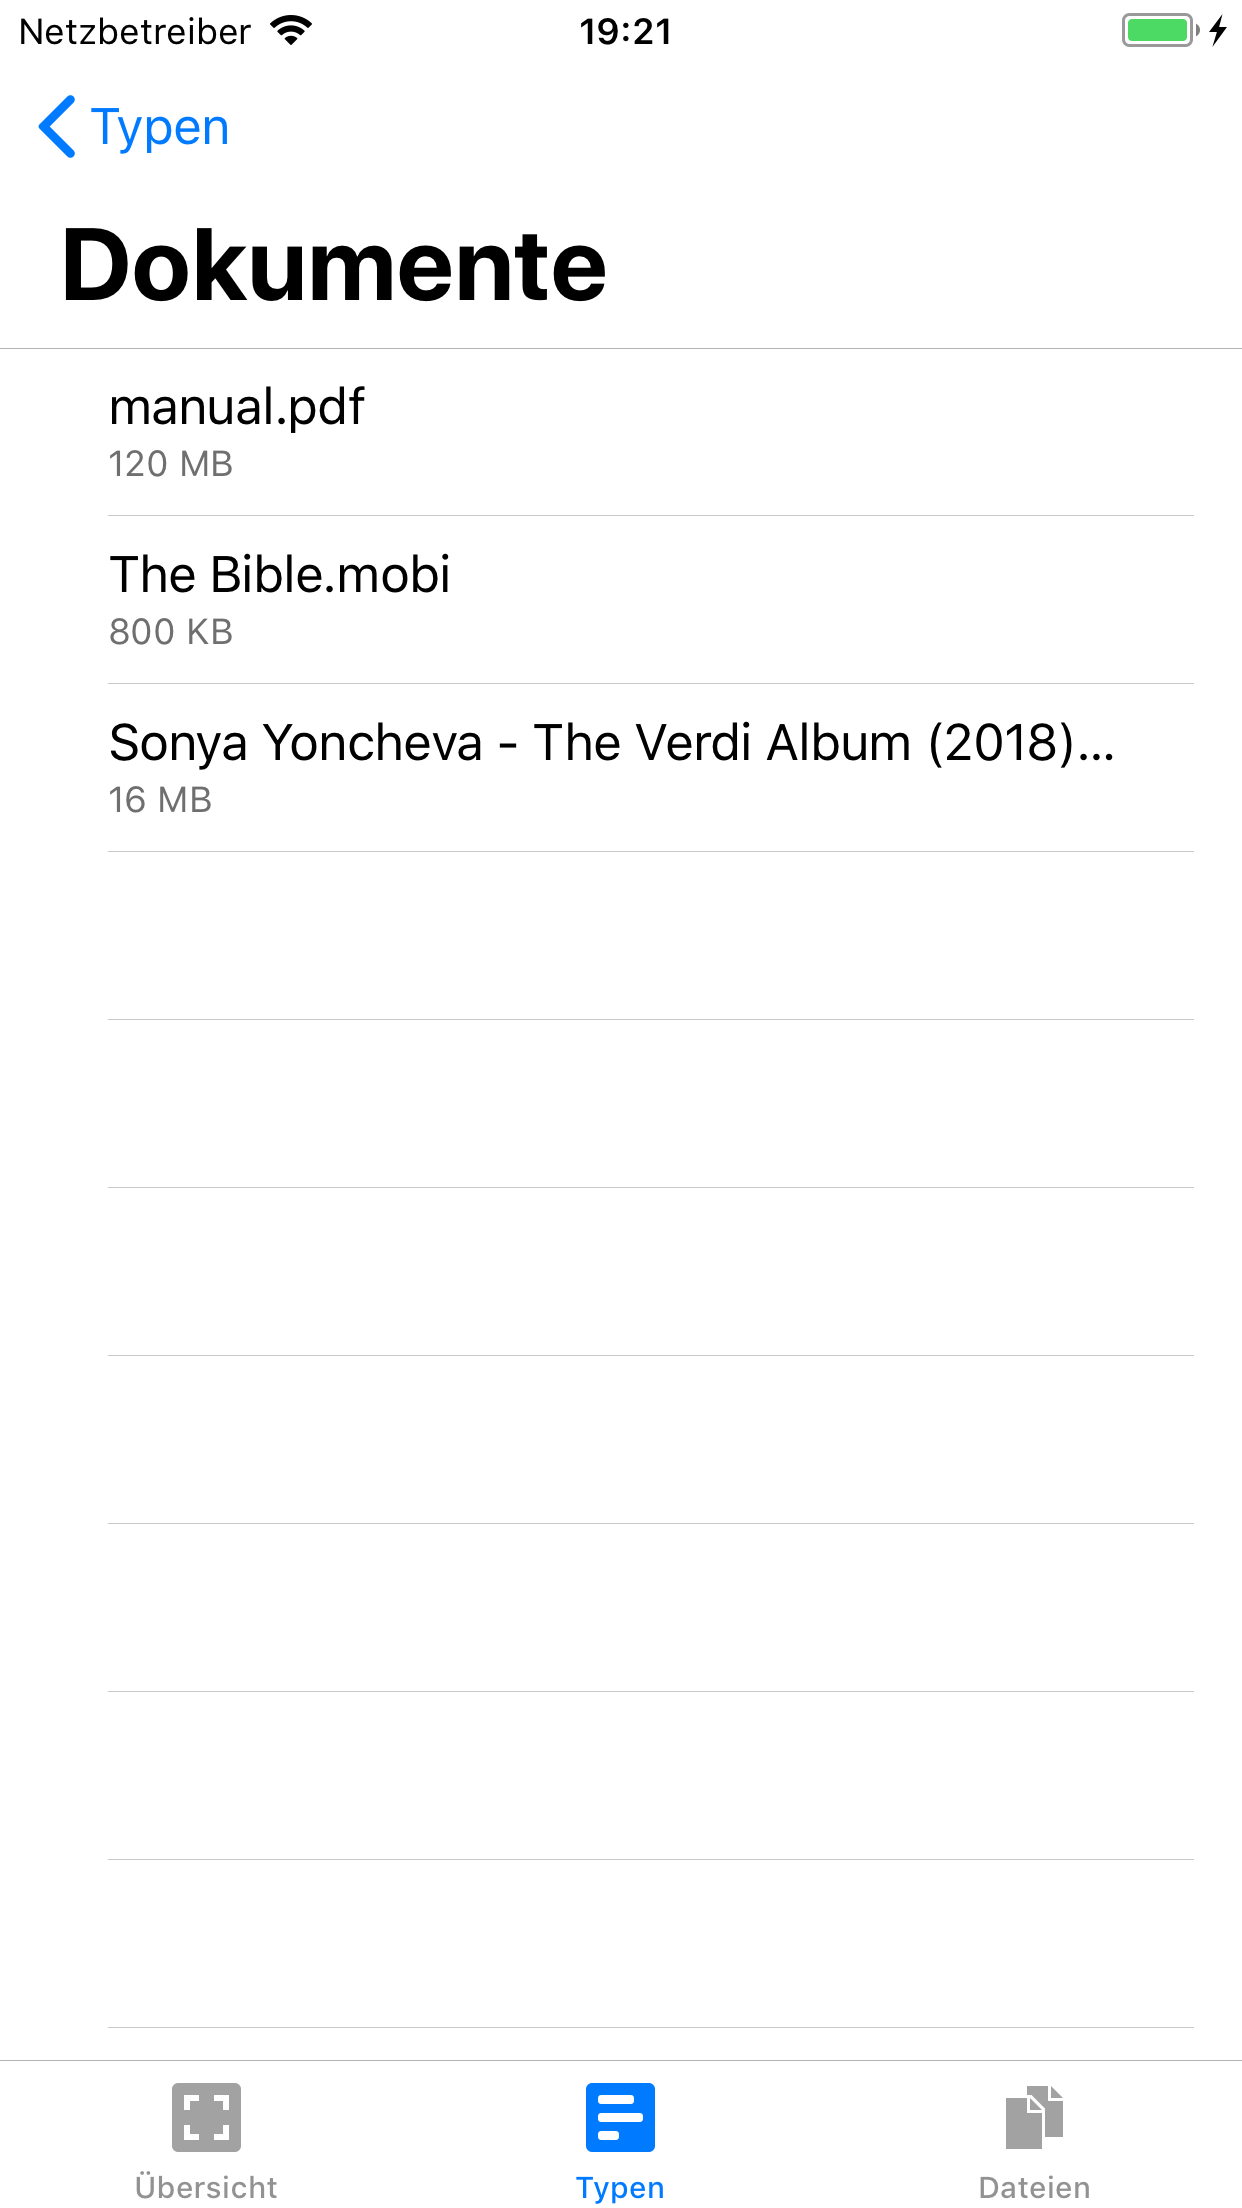 Netzbetreiber 19:21
Typen
Dokumente
manual.pdf
120 MB
The Bible.mobi
800 KB
Sonya Yoncheva - The Verdi Album (2018)...
16 MB
Übersicht Typen Dateien